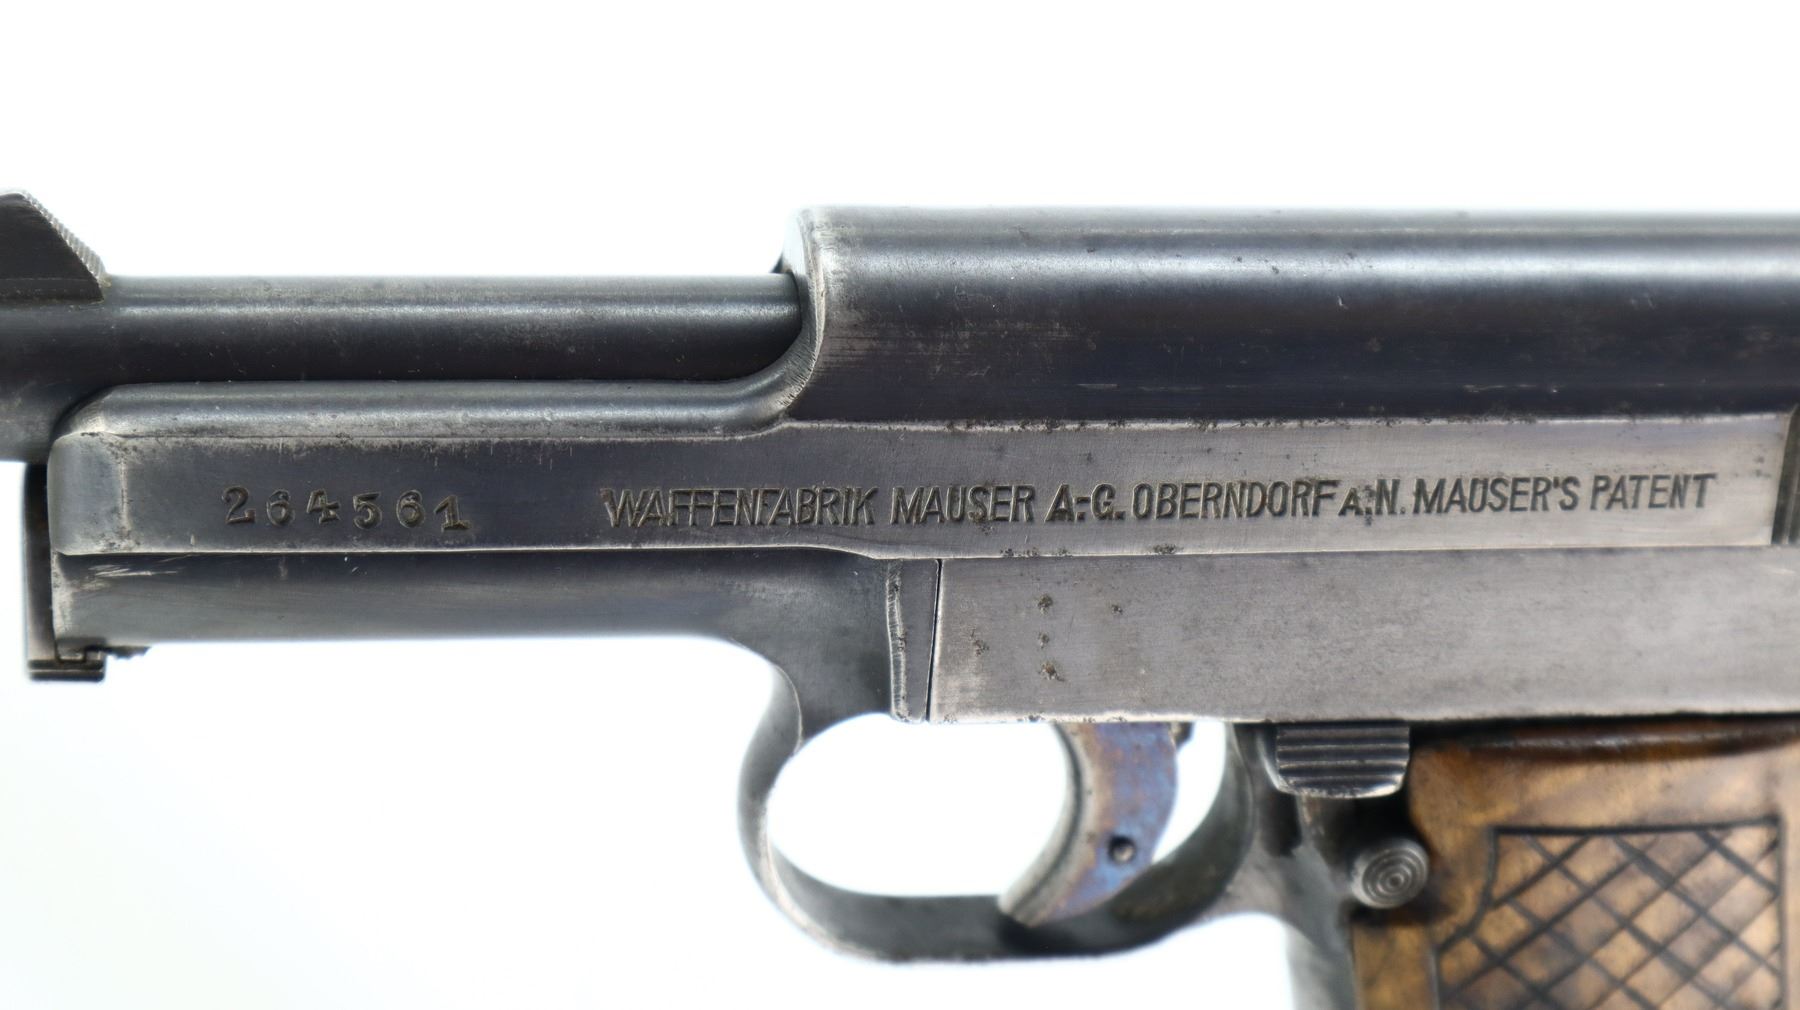 264561 WAFFENFABRIK MAUSER A.-G. OBERNDORF A.N. MAUSER'S PATENT